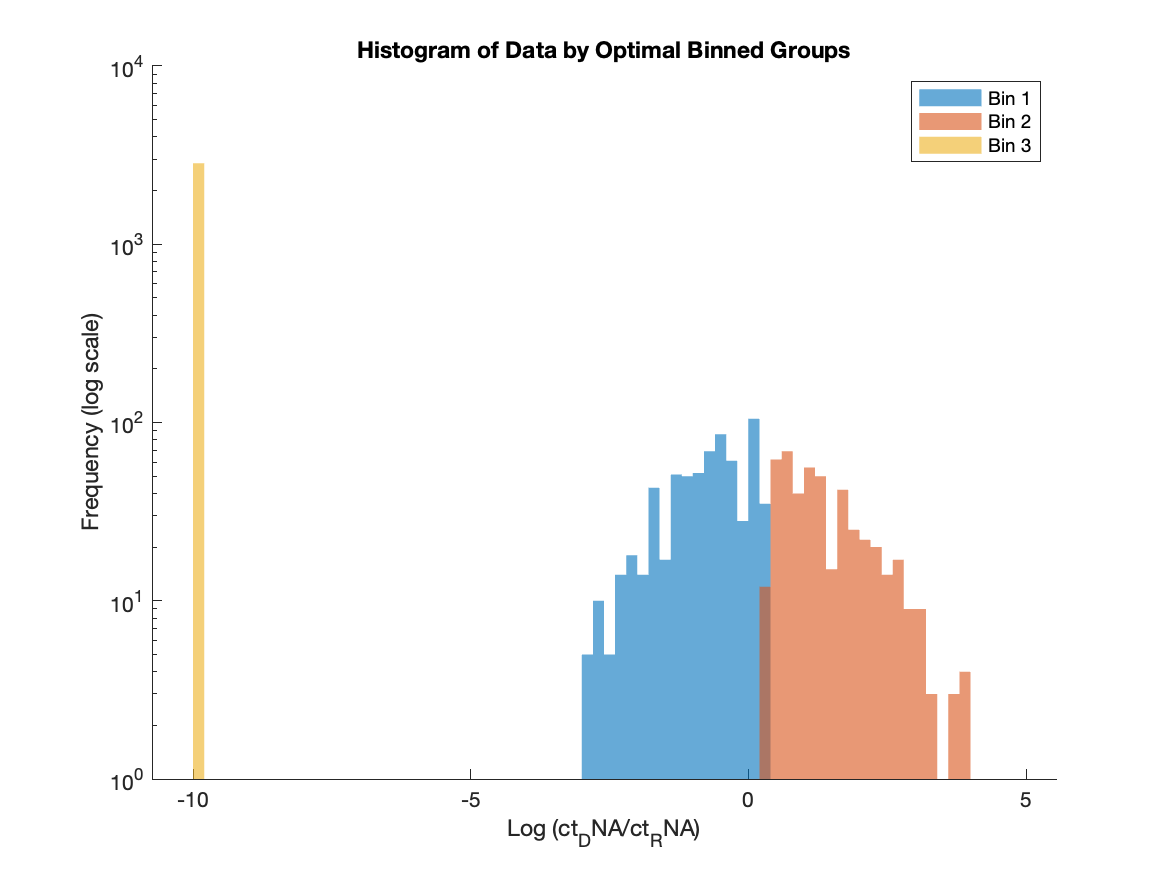 Histogram of Data by Optimal Binned Groups
10^4
10^3
10^2
10^1
10^0
Frequency (log scale)
Bin 1
Bin 2
Bin 3
-10
-5
0
5
Log (ct_DNA/ct_RNA)